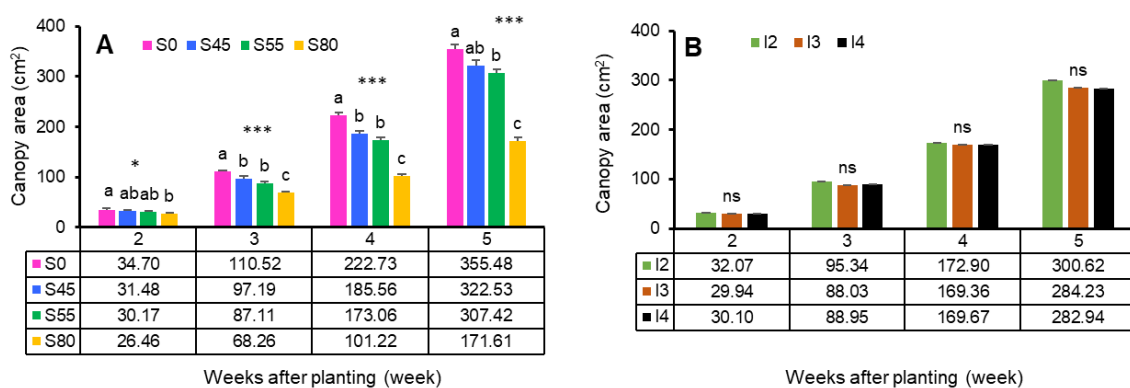 A
S0 S45 S55 S80
Canopy area (cm²)
400
300
200
100
0
a ab ab b
*
a b b c
***
a b b c
***
a ab b c
***
2 3 4 5
S0 34.70 110.52 222.73 355.48
S45 31.48 97.19 185.56 322.53
S55 30.17 87.11 173.06 307.42
S80 26.46 68.26 101.22 171.61
Weeks after planting (week)
B
I2 I3 I4
Canopy area (cm²)
400
300
200
100
0
ns ns ns ns
2 3 4 5
I2 32.07 95.34 172.90 300.62
I3 29.94 88.03 169.36 284.23
I4 30.10 88.95 169.67 282.94
Weeks after planting (week)